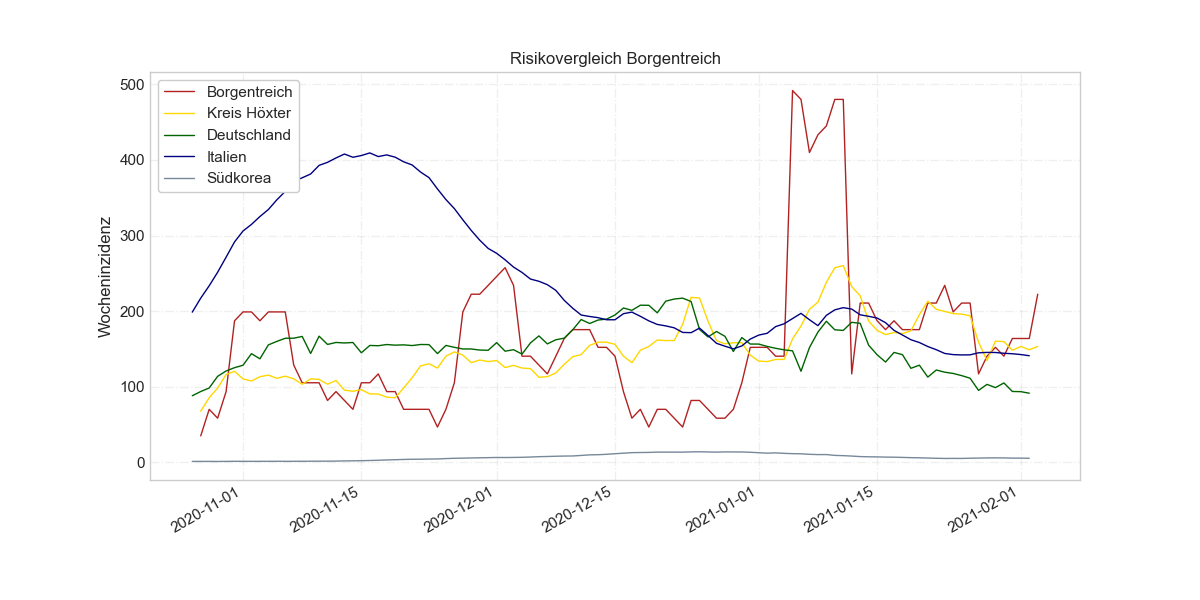 Risikovergleich Borgentreich
Wocheninzidenz
500
400
300
200
100
0
Borgentreich
Kreis Höxter
Deutschland
Italien
Südkorea
2020-11-01
2020-11-15
2020-12-01
2020-12-15
2021-01-01
2021-01-15
2021-02-01